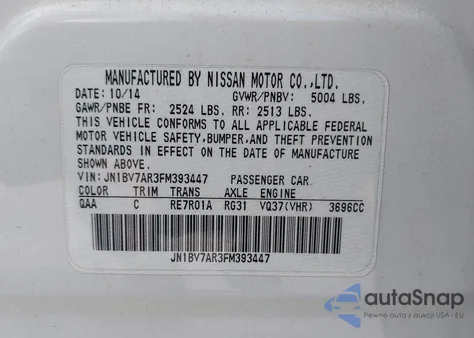 MANUFACTURED BY NISSAN MOTOR CO.,LTD.
DATE: 10/14 GVWR/PNBV: 5004 LBS.
GAWR/PNBE FR: 2524 LBS. RR: 2513 LBS.
THIS VEHICLE CONFORMS TO ALL APPLICABLE FEDERAL
MOTOR VEHICLE SAFETY, BUMPER, AND THEFT PREVENTION
STANDARDS IN EFFECT ON THE DATE OF MANUFACTURE
SHOWN ABOVE.
VIN: JN1BV7AR3FM393447 PASSENGER CAR
COLOR TRIM TRANS AXLE ENGINE
QAA C RE7R01A RG31 VQ37(VHR) 3696CC
JN1BV7AR3FM393447
autoSnap
Pewne auto z aukcji USA i EU